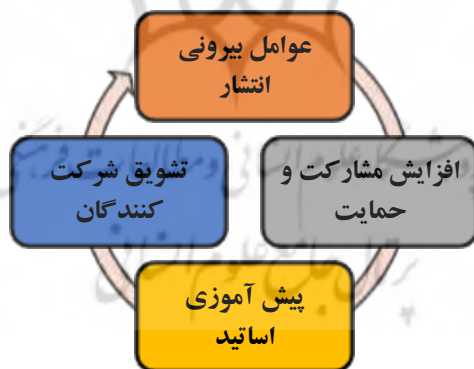 عوامل بیرونی
انتشار
افزایش مشارکت و
حمایت
تشویق شرکت
کنندگان
پیش آموزی
اساتید